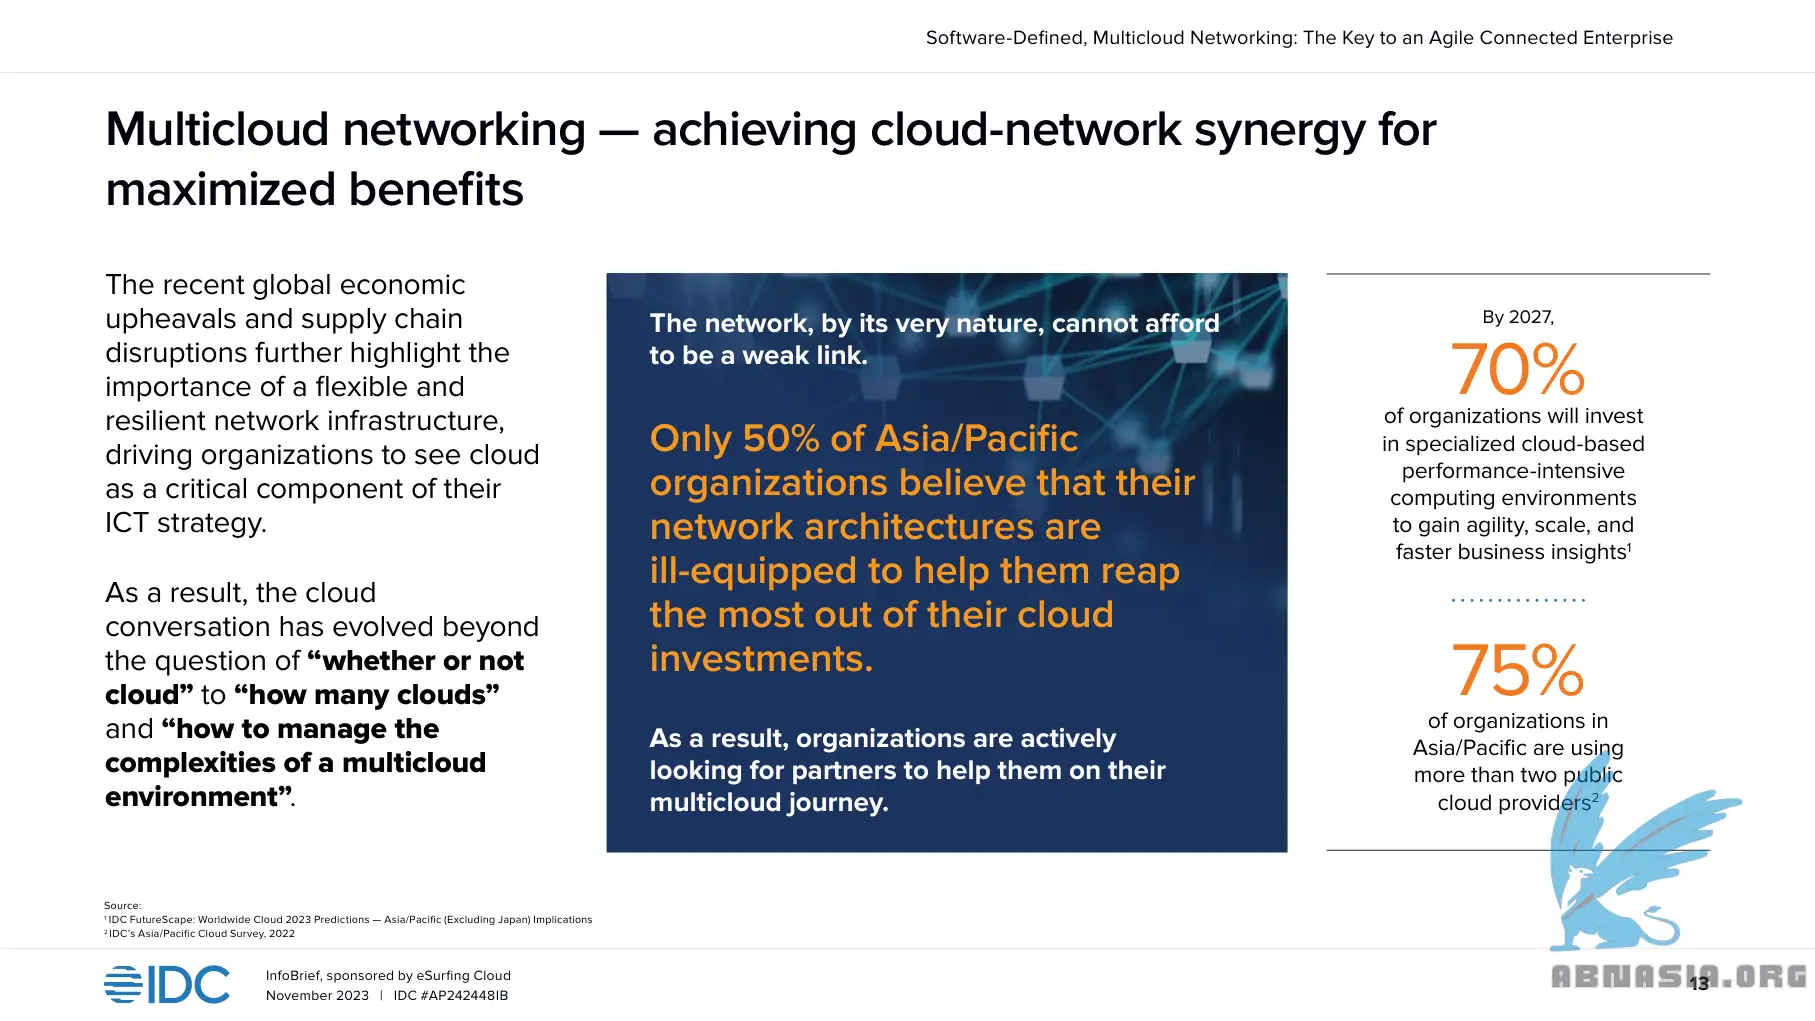 Software-Defined, Multicloud Networking: The Key to an Agile Connected Enterprise
Multicloud networking — achieving cloud-network synergy for
maximized benefits
The recent global economic
upheavals and supply chain
disruptions further highlight the
importance of a flexible and
resilient network infrastructure,
driving organizations to see cloud
as a critical component of their
ICT strategy.
As a result, the cloud
conversation has evolved beyond
the question of “whether or not
cloud” to “how many clouds”
and “how to manage the
complexities of a multicloud
environment”.
The network, by its very nature, cannot afford
to be a weak link.
Only 50% of Asia/Pacific
organizations believe that their
network architectures are
ill-equipped to help them reap
the most out of their cloud
investments.
As a result, organizations are actively
looking for partners to help them on their
multicloud journey.
By 2027,
70%
of organizations will invest
in specialized cloud-based
performance-intensive
computing environments
to gain agility, scale, and
faster business insights¹
75%
of organizations in
Asia/Pacific are using
more than two public
cloud providers²
Source:
¹ IDC FutureScape: Worldwide Cloud 2023 Predictions — Asia/Pacific (Excluding Japan) Implications
² IDC’s Asia/Pacific Cloud Survey, 2022
IDC
InfoBrief, sponsored by eSurfing Cloud
November 2023 | IDC #AP242448IB
13
ABNASIA.ORG